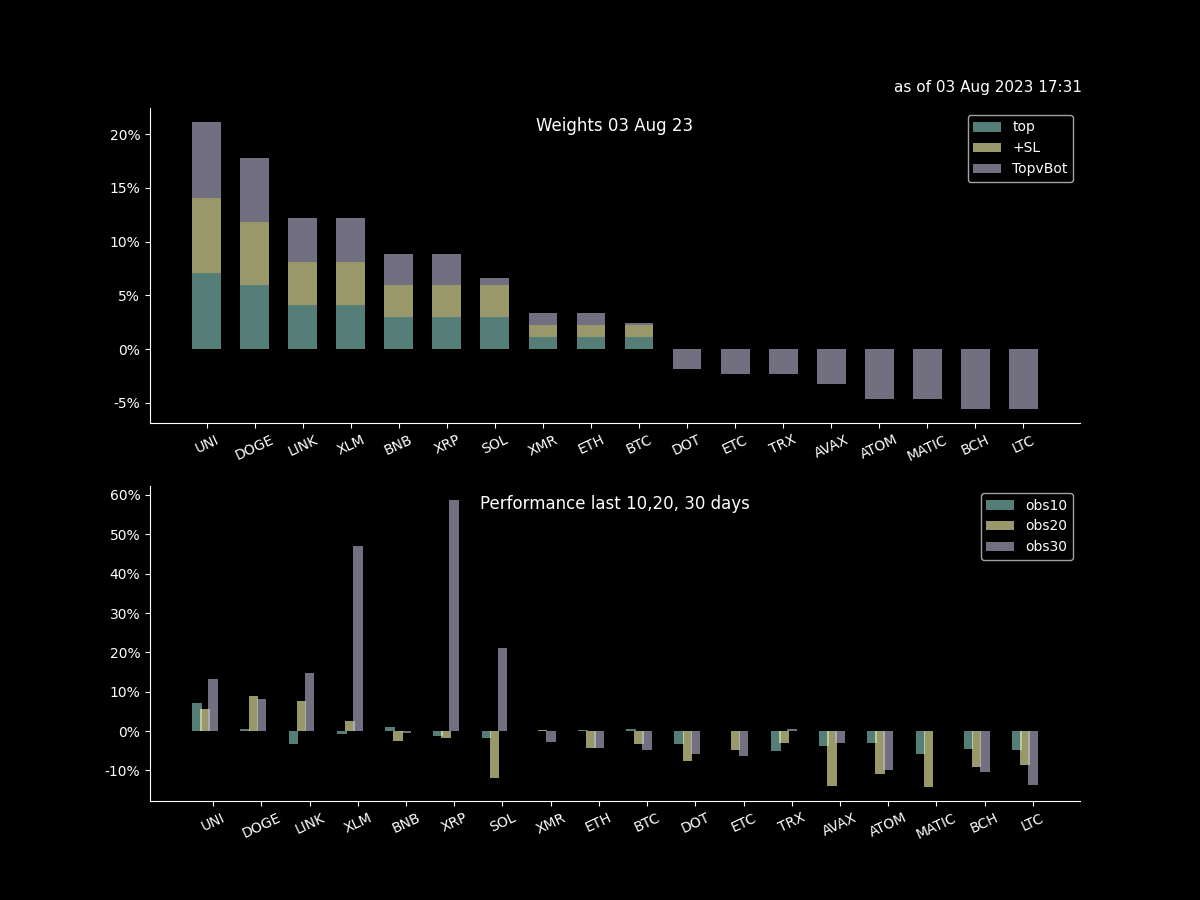 as of 03 Aug 2023 17:31
Weights 03 Aug 23
top
+SL
TopvBot
20%
15%
10%
5%
0%
-5%
UNI DOGE LINK XLM BNB XRP SOL XMR ETH BTC DOT ETC TRX AVAX ATOM MATIC BCH LTC
Performance last 10,20, 30 days
obs10
obs20
obs30
60%
50%
40%
30%
20%
10%
0%
-10%
UNI DOGE LINK XLM BNB XRP SOL XMR ETH BTC DOT ETC TRX AVAX ATOM MATIC BCH LTC